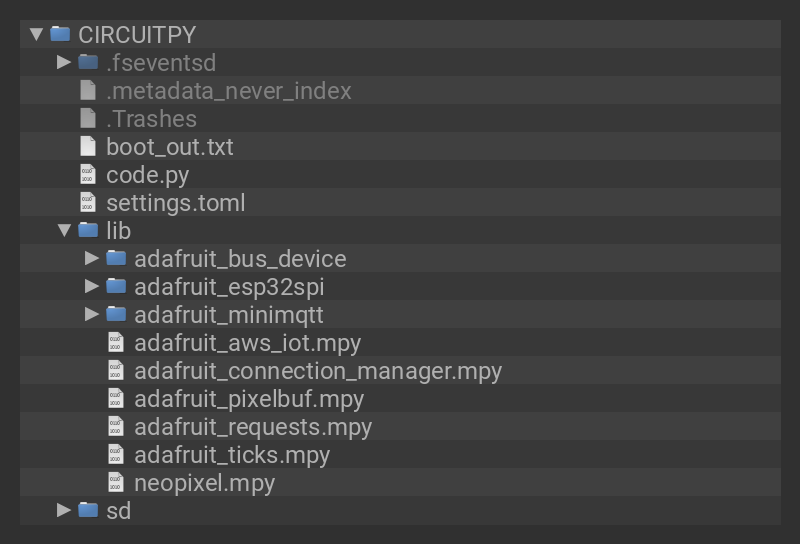 CIRCUITPY
.fseventsd
.metadata_never_index
.Trashes
boot_out.txt
code.py
settings.toml
lib
adafruit_bus_device
adafruit_esp32spi
adafruit_minimqtt
adafruit_aws_iot.mpy
adafruit_connection_manager.mpy
adafruit_pixelbuf.mpy
adafruit_requests.mpy
adafruit_ticks.mpy
neopixel.mpy
sd